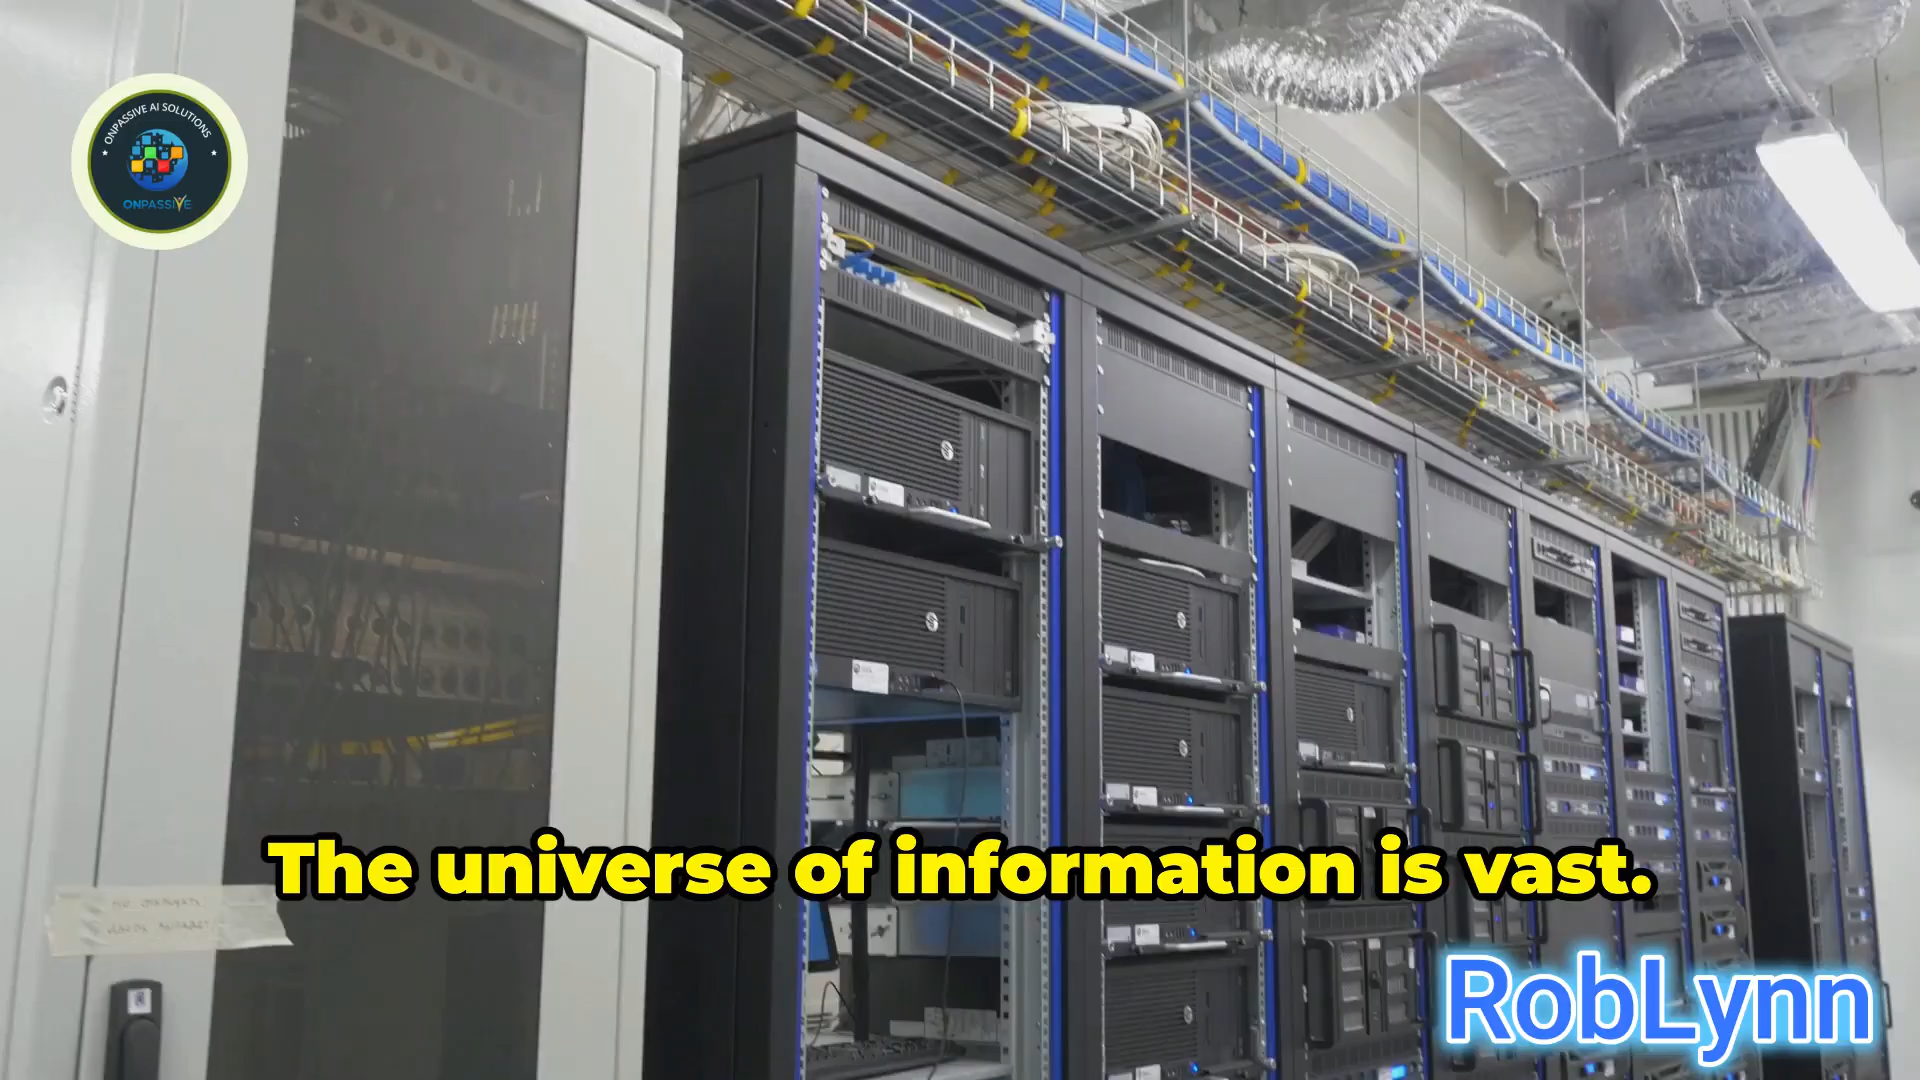 ONPASSIVE AI SOLUTIONS
ONPASSIVE
The universe of information is vast.
RobLynn